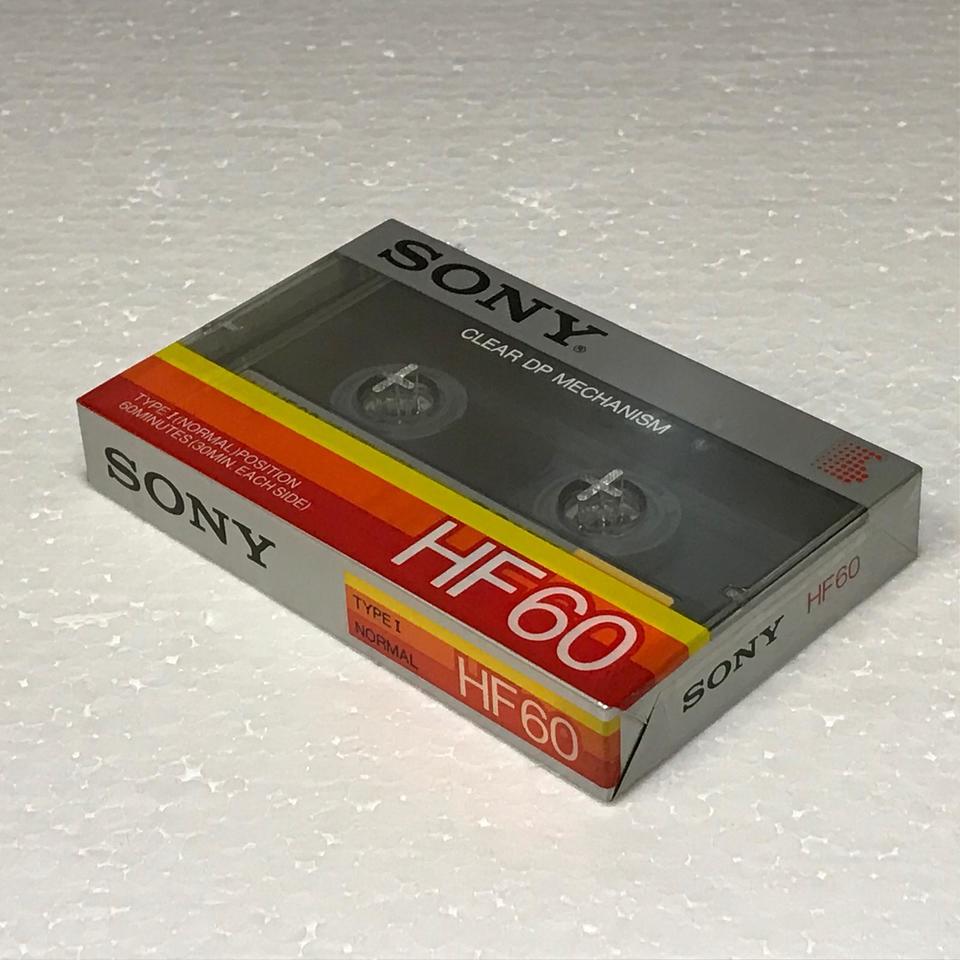 SONY®
CLEAR DP MECHANISM
TYPE I (NORMAL) POSITION
60MINUTES (30MIN. EACH SIDE)
HF60
SONY
TYPE I
NORMAL
HF60
SONY
HF60